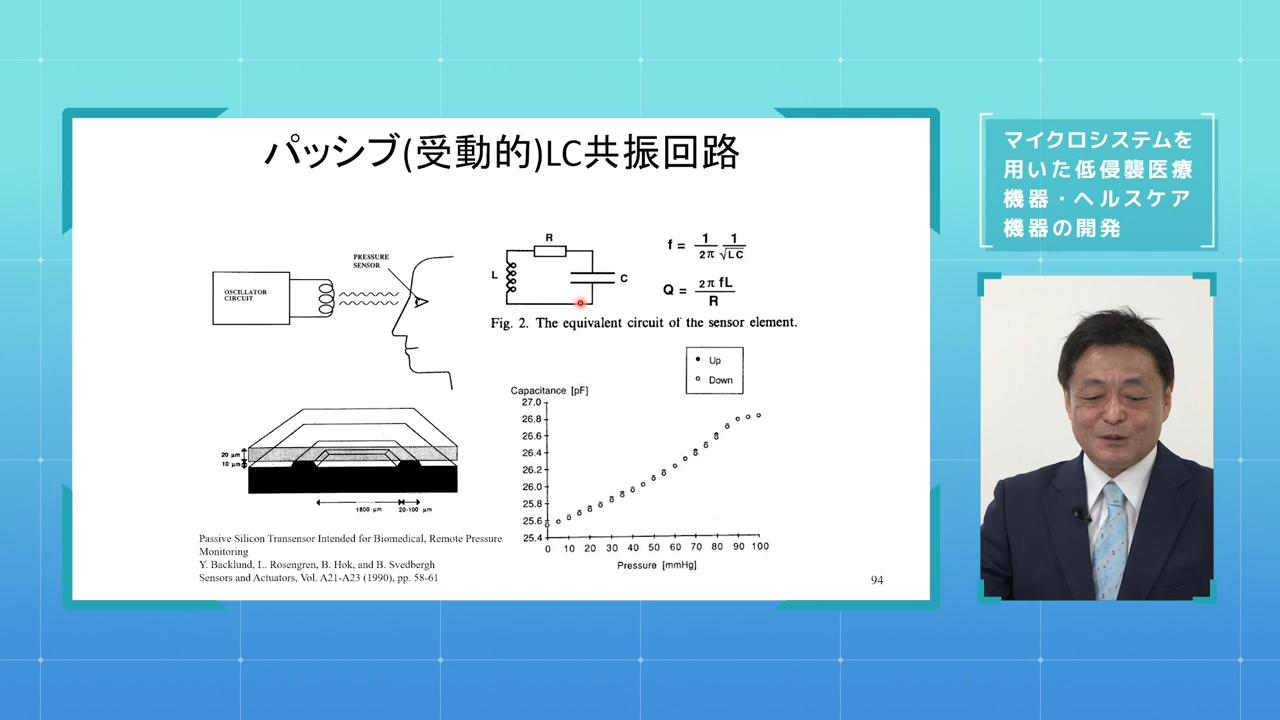 パッシブ(受動的)LC共振回路
マイクロシステムを
用いた低侵襲医療
機器・ヘルスケア
機器の開発
PRESSURE
SENSOR
OSCILLATOR
CIRCUIT
R
L
C
f = 1/2π 1/√LC
Q = 2π fL/R
Fig. 2. The equivalent circuit of the sensor element.
Up
Down
Capacitance [pF]
27.0
26.8
26.6
26.4
26.2
26.0
25.8
25.6
25.4
0 10 20 30 40 50 60 70 80 90 100
Pressure [mmHg]
20 μm
10 μm
1800 μm 20-100 μm
Passive Silicon Transensor Intended for Biomedical, Remote Pressure
Monitoring
Y. Backlund, L. Rosengren, B. Hok, and B. Svedbergh
Sensors and Actuators, Vol. A21-A23 (1990), pp. 58-61
94